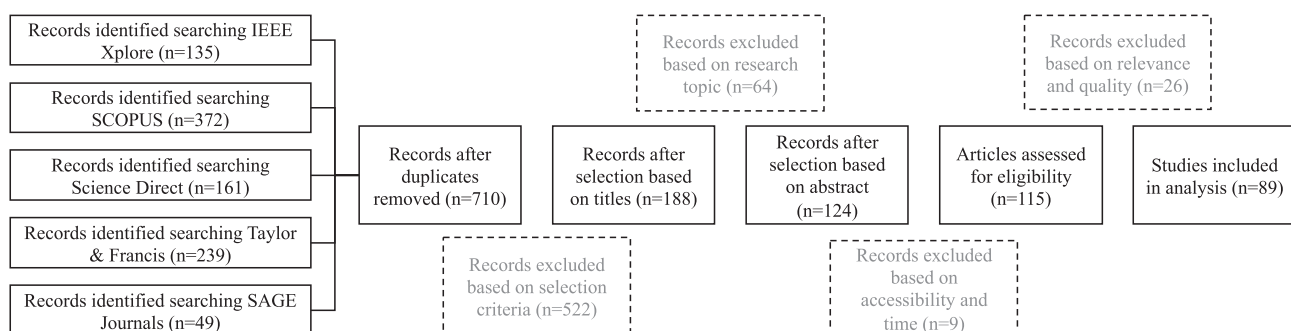 Records identified searching IEEE
Xplore (n=135)
Records identified searching
SCOPUS (n=372)
Records identified searching
Science Direct (n=161)
Records identified searching Taylor
& Francis (n=239)
Records identified searching SAGE
Journals (n=49)
Records after
duplicates
removed (n=710)
Records excluded
based on selection
criteria (n=522)
Records after
selection based
on titles (n=188)
Records excluded
based on research
topic (n=64)
Records after
selection based
on abstract
(n=124)
Records excluded
based on
accessibility and
time (n=9)
Articles assessed
for eligibility
(n=115)
Records excluded
based on relevance
and quality (n=26)
Studies included
in analysis (n=89)